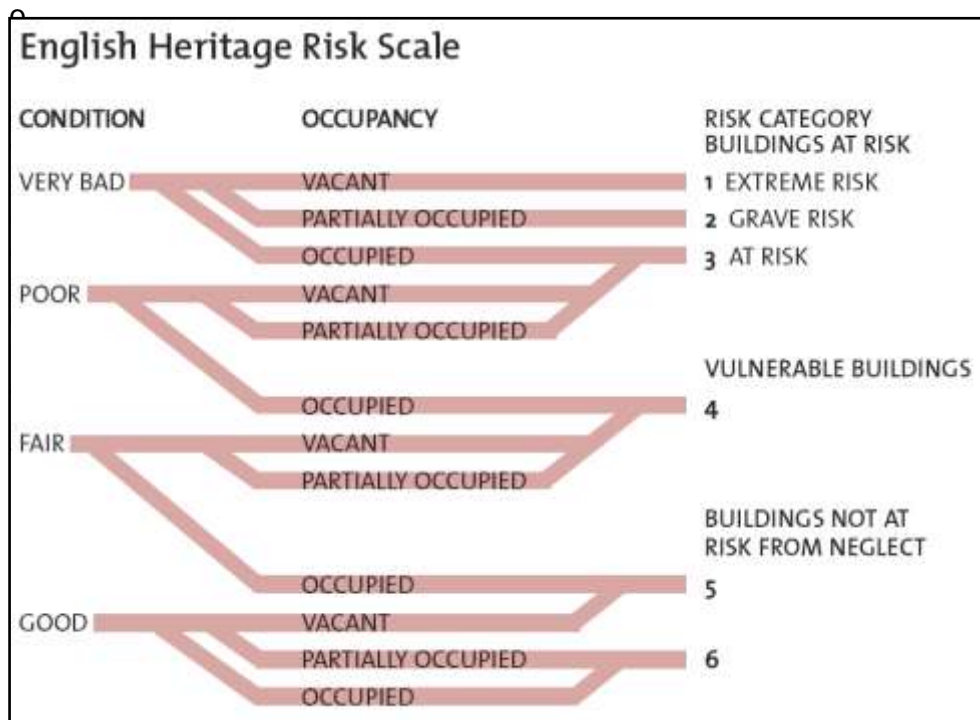 English Heritage Risk Scale
CONDITION OCCUPANCY RISK CATEGORY
BUILDINGS AT RISK
VERY BAD VACANT 1 EXTREME RISK
PARTIALLY OCCUPIED 2 GRAVE RISK
OCCUPIED 3 AT RISK
POOR VACANT
PARTIALLY OCCUPIED
VULNERABLE BUILDINGS
OCCUPIED 4
FAIR VACANT
PARTIALLY OCCUPIED
BUILDINGS NOT AT
RISK FROM NEGLECT
OCCUPIED 5
GOOD VACANT
PARTIALLY OCCUPIED 6
OCCUPIED